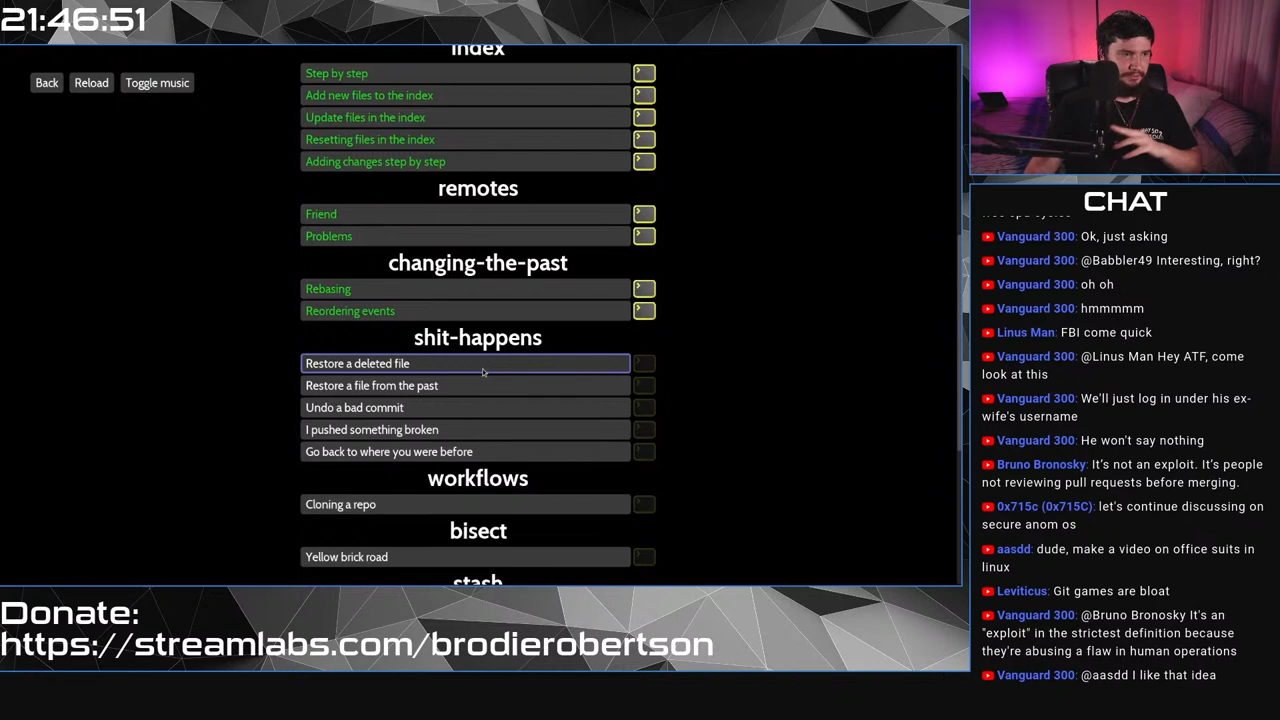 21:46:51
Back
Reload
Toggle music
index
Step by step
Add new files to the index
Update files in the index
Resetting files in the index
Adding changes step by step
remotes
Friend
Problems
changing-the-past
Rebasing
Reordering events
shit-happens
Restore a deleted file
Restore a file from the past
Undo a bad commit
I pushed something broken
Go back to where you were before
workflows
Cloning a repo
bisect
Yellow brick road
stash
Donate:
https://streamlabs.com/brodierobertson
CHAT
Vanguard 300: Ok, just asking
Vanguard 300: @Babbler49 Interesting, right?
Vanguard 300: oh oh
Vanguard 300: hmmmmm
Linus Man: FBI come quick
Vanguard 300: @Linus Man Hey ATF, come
look at this
Vanguard 300: We'll just log in under his ex-
wife's username
Vanguard 300: He won't say nothing
Bruno Bronosky: It’s not an exploit. It’s people
not reviewing pull requests before merging.
0x715c (0x715C): let's continue discussing on
secure anom os
aasdd: dude, make a video on office suits in
linux
Leviticus: Git games are bloat
Vanguard 300: @Bruno Bronosky It's an
"exploit" in the strictest definition because
they're abusing a flaw in human operations
Vanguard 300: @aasdd I like that idea